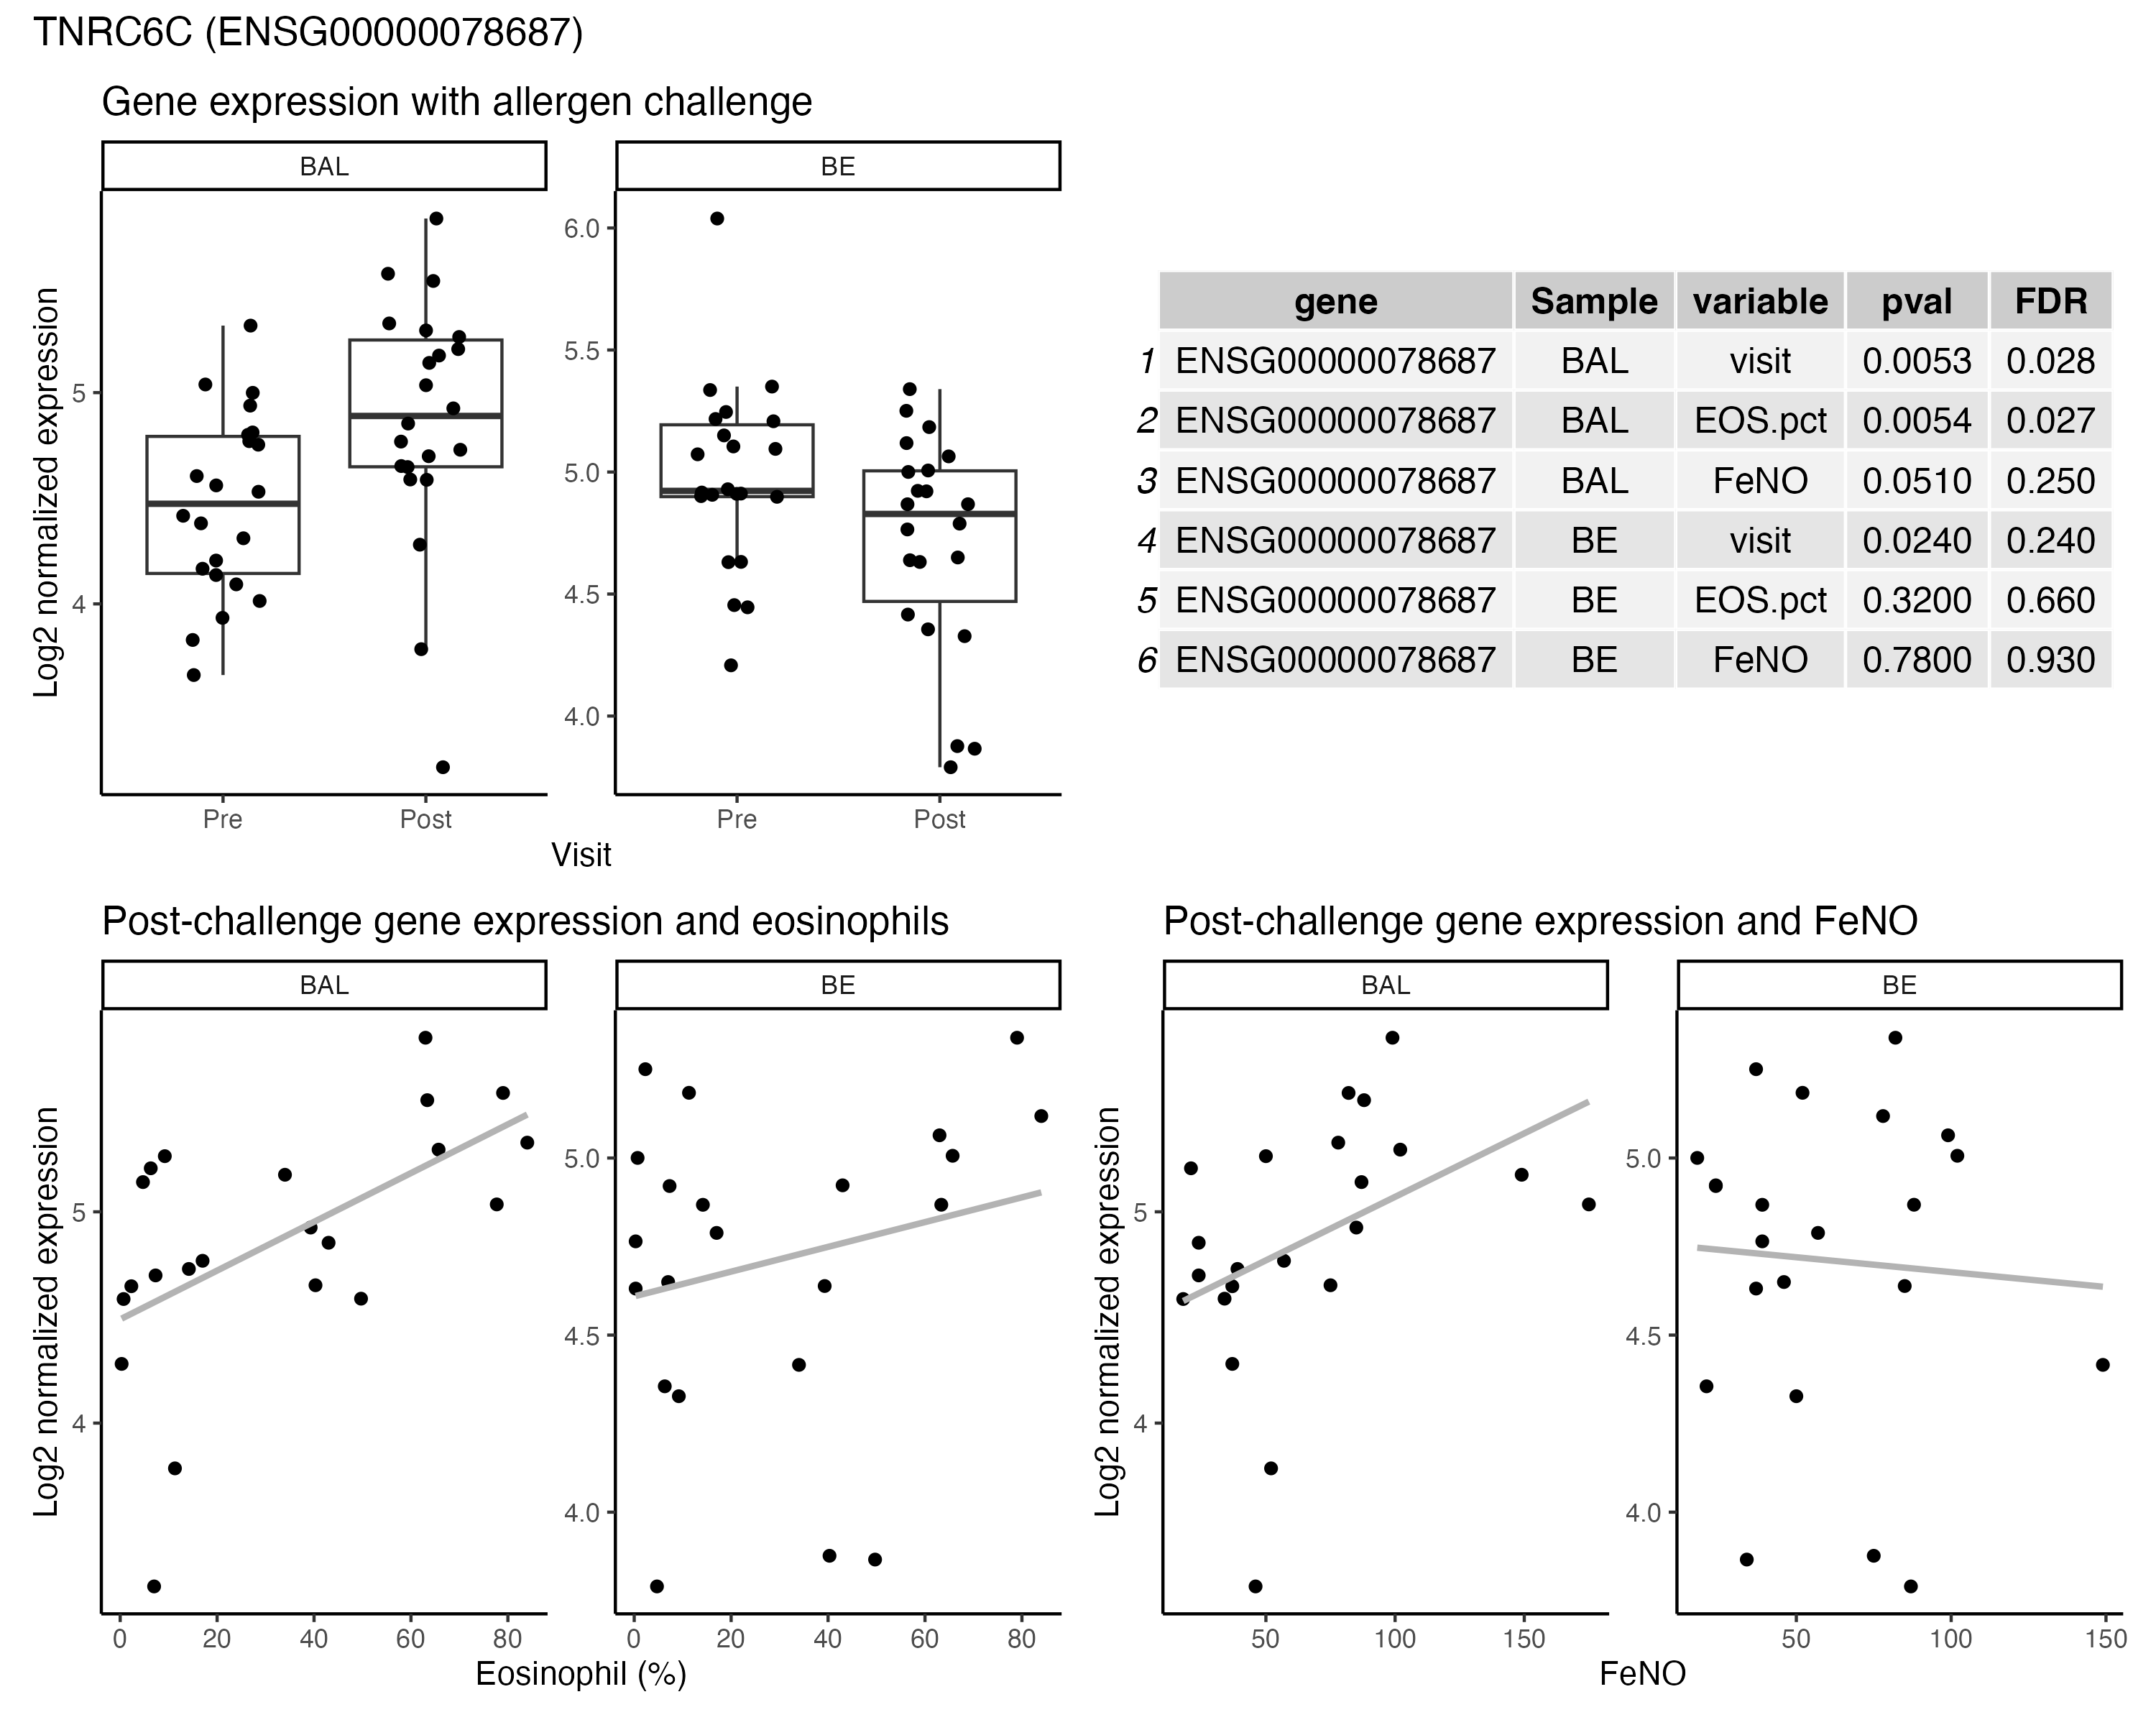 TNRC6C (ENSG00000078687)
Gene expression with allergen challenge
BAL
BE
Log2 normalized expression
5
4
6.0
5.5
5.0
4.5
4.0
Pre
Post
Pre
Post
Visit
gene Sample variable pval FDR
1 ENSG00000078687 BAL visit 0.0053 0.028
2 ENSG00000078687 BAL EOS.pct 0.0054 0.027
3 ENSG00000078687 BAL FeNO 0.0510 0.250
4 ENSG00000078687 BE visit 0.0240 0.240
5 ENSG00000078687 BE EOS.pct 0.3200 0.660
6 ENSG00000078687 BE FeNO 0.7800 0.930
Post-challenge gene expression and eosinophils
BAL
BE
Log2 normalized expression
5
4
5.0
4.5
4.0
0 20 40 60 80
0 20 40 60 80
Eosinophil (%)
Post-challenge gene expression and FeNO
BAL
BE
Log2 normalized expression
5
4
5.0
4.5
4.0
50 100 150
50 100 150
FeNO